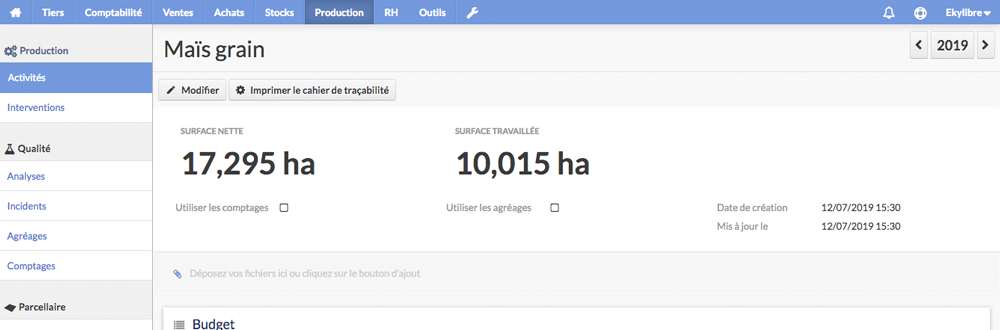 Tiers Comptabilité Ventes Achats Stocks Production RH Outils Ekylibre
Production
Activités
Interventions
Qualité
Analyses
Incidents
Agréages
Comptages
Parcellaire
Maïs grain
2019
Modifier Imprimer le cahier de traçabilité
SURFACE NETTE SURFACE TRAVAILLÉE
17,295 ha 10,015 ha
Utiliser les comptages Utiliser les agréages Date de création 12/07/2019 15:30
Mis à jour le 12/07/2019 15:30
Déposez vos fichiers ici ou cliquez sur le bouton d'ajout
Budget